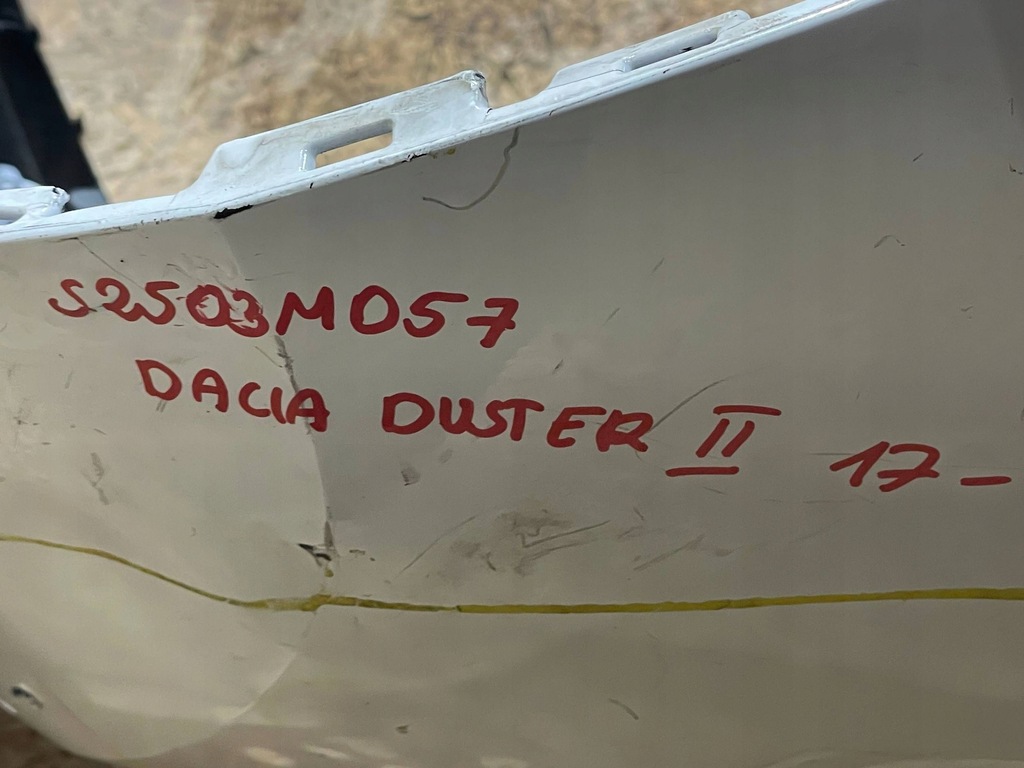 S2503M057
DACIA DUSTER II 17-